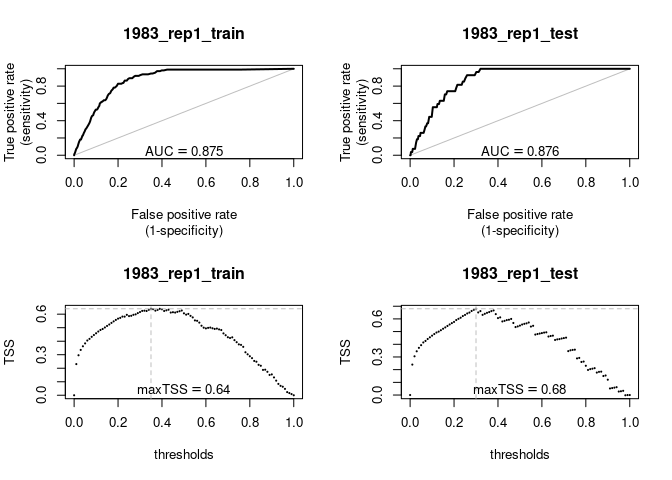 1983_rep1_train
True positive rate
(sensitivity)
0.0 0.4 0.8
AUC = 0.875
0.0 0.2 0.4 0.6 0.8 1.0
False positive rate
(1-specificity)
1983_rep1_test
True positive rate
(sensitivity)
0.0 0.4 0.8
AUC = 0.876
0.0 0.2 0.4 0.6 0.8 1.0
False positive rate
(1-specificity)
1983_rep1_train
TSS
0.0 0.3 0.6
maxTSS = 0.64
0.0 0.2 0.4 0.6 0.8 1.0
thresholds
1983_rep1_test
TSS
0.0 0.3 0.6
maxTSS = 0.68
0.0 0.2 0.4 0.6 0.8 1.0
thresholds